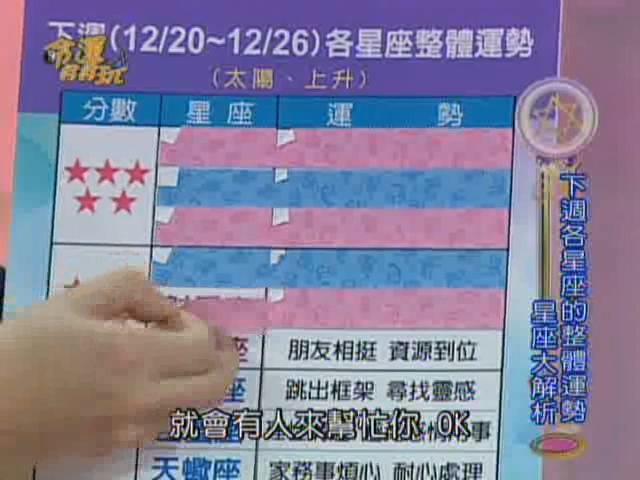 下週(12/20~12/26)各星座整體運勢
命運好好玩
(太陽、上升)
分數 星座 運勢
座 朋友相挺 資源到位
座 跳出框架 尋找靈感
就會有人來幫忙你 OK
天蠍座 家務事煩心 耐心處理
下週各星座的整體運勢
星座大解析